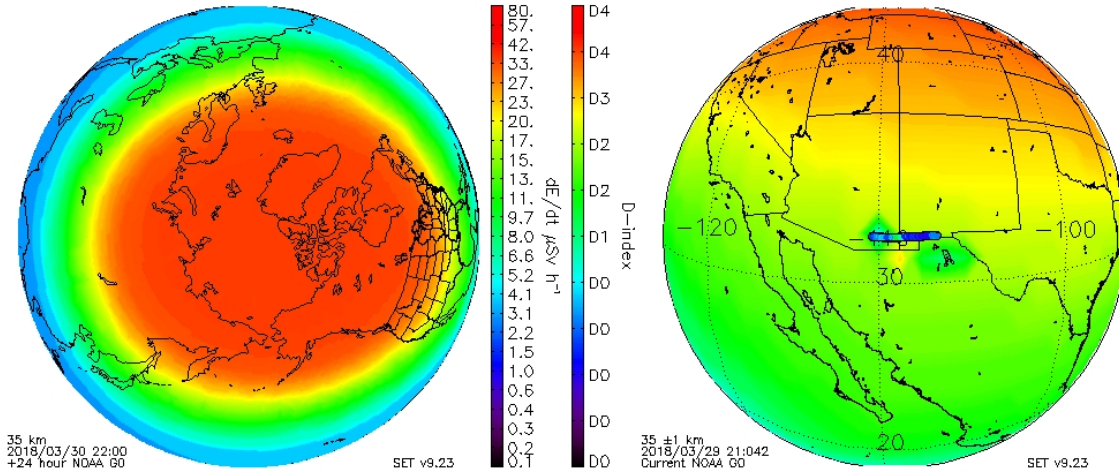 80.
57.
42.
33.
27.
23.
20.
17.
15.
13.
11.
9.7
8.0
6.6
5.2
4.1
3.1
2.2
1.5
1.0
0.6
0.4
0.3
0.2
0.1
dE/dt μSv h⁻¹
D4
D4
D3
D2
D2
D1
D0
D0
D0
D0
D0
D-index
35 km
2018/03/30 22:00
+24 hour NOAA G0
SET v9.23
40
-120
-100
30
20
35 ±1 km
2018/03/29 21:042
Current NOAA G0
SET v9.23